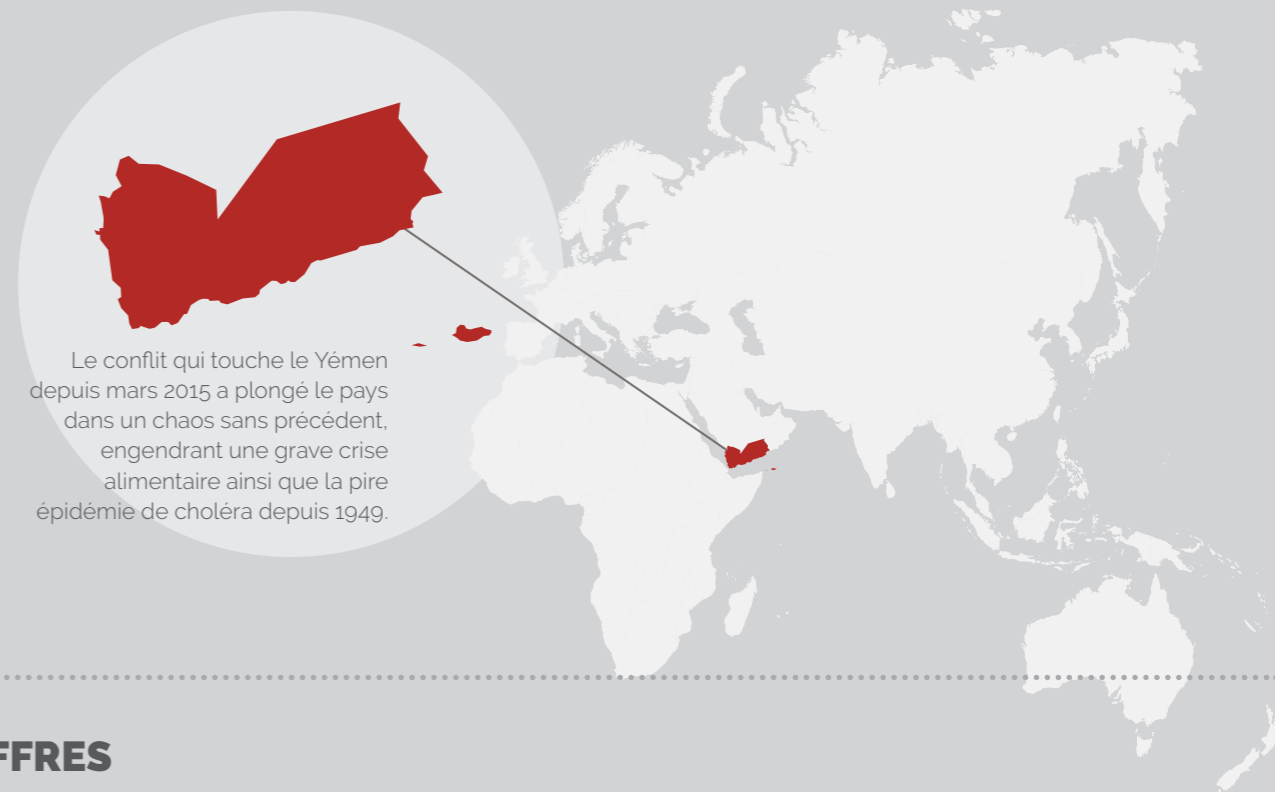 Le conflit qui touche le Yémen
depuis mars 2015 a plongé le pays
dans un chaos sans précédent,
engendrant une grave crise
alimentaire ainsi que la pire
épidémie de choléra depuis 1949.
FFRES